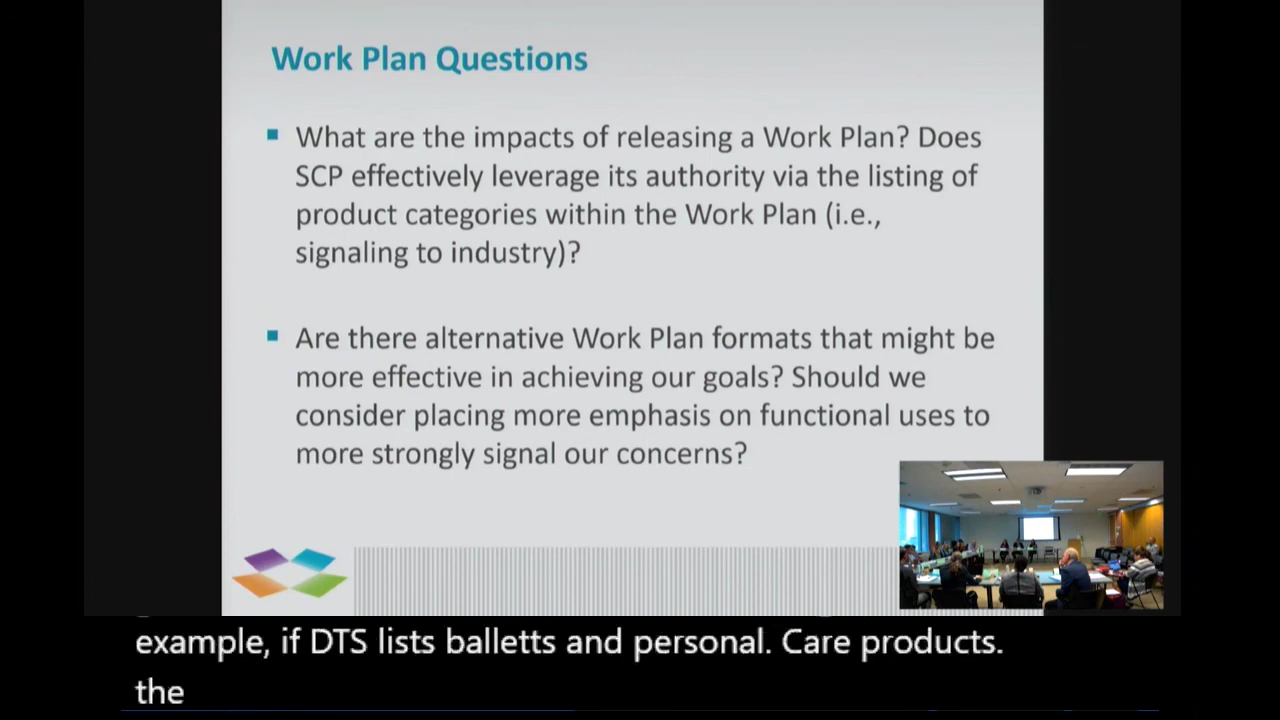 Work Plan Questions
What are the impacts of releasing a Work Plan? Does
SCP effectively leverage its authority via the listing of
product categories within the Work Plan (i.e.,
signaling to industry)?
Are there alternative Work Plan formats that might be
more effective in achieving our goals? Should we
consider placing more emphasis on functional uses to
more strongly signal our concerns?
example, if DTS lists balletts and personal. Care products.
the